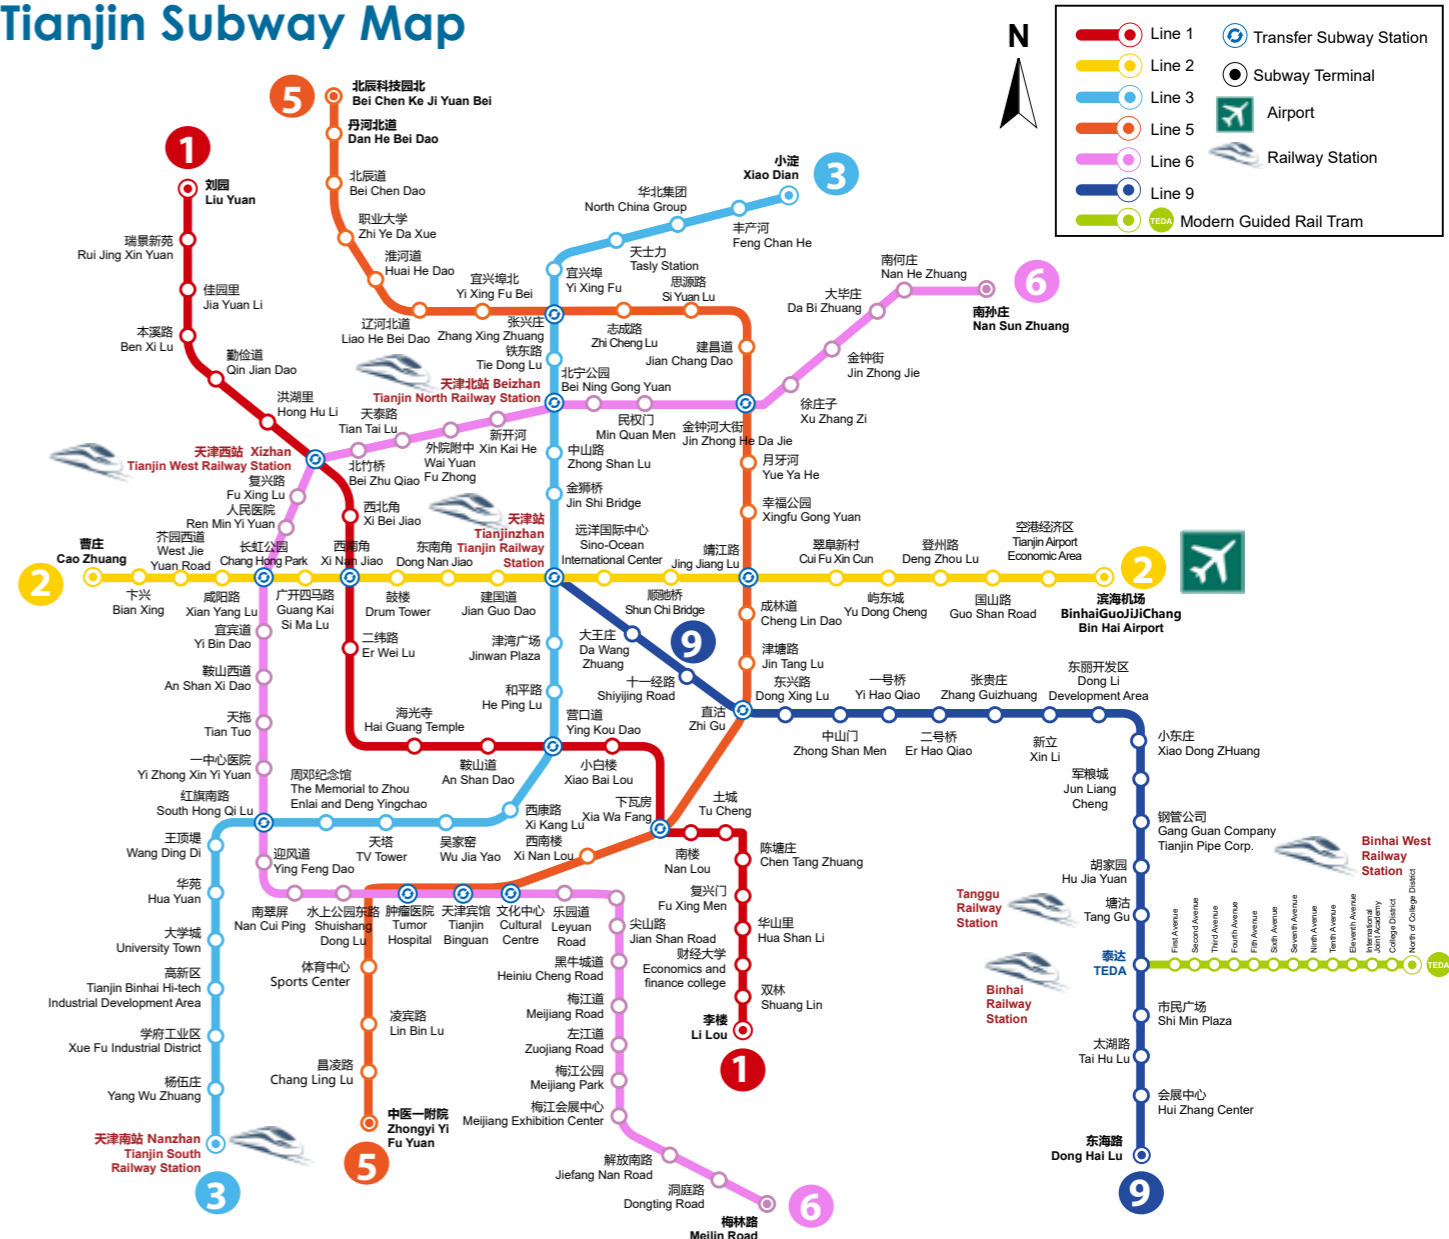 Tianjin Subway Map
N
Line 1
Line 2
Line 3
Line 5
Line 6
Line 9
TEDA
Modern Guided Rail Tram
Transfer Subway Station
Subway Terminal
Airport
Railway Station
5
北辰科技园北
Bei Chen Ke Ji Yuan Bei
丹河北道
Dan He Bei Dao
北辰道
Bei Chen Dao
职业大学
Zhi Ye Da Xue
淮河道
Huai He Dao
辽河北道
Liao He Bei Dao
宜兴埠北
Yi Xing Fu Bei
张兴庄
Zhang Xing Zhuang
志成路
Zhi Cheng Lu
思源路
Si Yuan Lu
建昌道
Jian Chang Dao
1
刘园
Liu Yuan
瑞景新苑
Rui Jing Xin Yuan
佳园里
Jia Yuan Li
本溪路
Ben Xi Lu
勤俭道
Qin Jian Dao
洪湖里
Hong Hu Li
天津西站 Xizhan
Tianjin West Railway Station
3
小淀
Xiao Dian
丰产河
Feng Chan He
华北集团
North China Group
天士力
Tasly Station
宜兴埠
Yi Xing Fu
铁东路
Tie Dong Lu
天津北站 Beizhan
Tianjin North Railway Station
北宁公园
Bei Ning Gong Yuan
6
南孙庄
Nan Sun Zhuang
南何庄
Nan He Zhuang
大毕庄
Da Bi Zhuang
金钟街
Jin Zhong Jie
徐庄子
Xu Zhang Zi
金钟河大街
Jin Zhong He Da Jie
民权门
Min Quan Men
新开河
Xin Kai He
外院附中
Wai Yuan
Fu Zhong
天泰路
Tian Tai Lu
北竹桥
Bei Zhu Qiao
复兴路
Fu Xing Lu
人民医院
Ren Min Yi Yuan
西北角
Xi Bei Jiao
中山路
Zhong Shan Lu
金狮桥
Jin Shi Bridge
天津站
Tianjinzhan
Tianjin Railway
Station
月牙河
Yue Ya He
幸福公园
Xingfu Gong Yuan
2
曹庄
Cao Zhuang
卞兴
Bian Xing
芥园西道
West Jie
Yuan Road
咸阳路
Xian Yang Lu
长虹公园
Chang Hong Park
广开四马路
Guang Kai
Si Ma Lu
西南角
Xi Nan Jiao
鼓楼
Drum Tower
东南角
Dong Nan Jiao
建国道
Jian Guo Dao
远洋国际中心
Sino-Ocean
International Center
顺驰桥
Shun Chi Bridge
靖江路
Jing Jiang Lu
翠阜新村
Cui Fu Xin Cun
屿东城
Yu Dong Cheng
登州路
Deng Zhou Lu
国山路
Guo Shan Road
空港经济区
Tianjin Airport
Economic Area
2
滨海机场
BinhaiGuoJiJiChang
Bin Hai Airport
宜宾道
Yi Bin Dao
鞍山西道
An Shan Xi Dao
天拖
Tian Tuo
一中心医院
Yi Zhong Xin Yi Yuan
红旗南路
South Hong Qi Lu
二纬路
Er Wei Lu
海光寺
Hai Guang Temple
鞍山道
An Shan Dao
津湾广场
Jinwan Plaza
和平路
He Ping Lu
营口道
Ying Kou Dao
小白楼
Xiao Bai Lou
下瓦房
Xia Wa Fang
9
大王庄
Da Wang
Zhuang
十一经路
Shiyijing Road
直沽
Zhi Gu
成林道
Cheng Lin Dao
津塘路
Jin Tang Lu
东兴路
Dong Xing Lu
中山门
Zhong Shan Men
一号桥
Yi Hao Qiao
二号桥
Er Hao Qiao
张贵庄
Zhang Guizhuang
新立
Xin Li
东丽开发区
Dong Li
Development Area
小东庄
Xiao Dong ZHuang
军粮城
Jun Liang
Cheng
钢管公司
Gang Guan Company
Tianjin Pipe Corp.
胡家园
Hu Jia Yuan
塘沽
Tang Gu
泰达
TEDA
市民广场
Shi Min Plaza
太湖路
Tai Hu Lu
会展中心
Hui Zhang Center
东海路
Dong Hai Lu
9
Tanggu
Railway
Station
Binhai
Railway
Station
Binhai West
Railway
Station
First Avenue
Second Avenue
Third Avenue
Fourth Avenue
Fith Avenue
Sixth Avenue
Seventh Avenue
Eighth Avenue
Ninth Avenue
Tenth Avenue
Eleventh Avenue
International
Joint Academy
College District
North of College District
TEDA
周邓纪念馆
The Memorial to Zhou
Enlai and Deng Yingchao
天塔
TV Tower
吴家窑
Wu Jia Yao
西康路
Xi Kang Lu
西南楼
Xi Nan Lou
王顶堤
Wang Ding Di
华苑
Hua Yuan
大学城
University Town
高新区
Tianjin Binhai Hi-tech
Industrial Development Area
学府工业区
Xue Fu Industrial District
杨伍庄
Yang Wu Zhuang
天津南站 Nanzhan
Tianjin South
Railway Station
3
迎风道
Ying Feng Dao
南翠屏
Nan Cui Ping
水上公园东路
Shuishang
Dong Lu
肿瘤医院
Tumor
Hospital
天津宾馆
Tianjin
Binguan
文化中心
Cultural
Centre
乐园道
Leyuan
Road
体育中心
Sports Center
凌宾路
Lin Bin Lu
昌凌路
Chang Ling Lu
中医一附院
Zhongyi Yi
Fu Yuan
5
尖山路
Jian Shan Road
黑牛城道
Heiniu Cheng Road
梅江道
Meijiang Road
左江道
Zuojiang Road
梅江公园
Meijiang Park
梅江会展中心
Meijiang Exhibition Center
解放南路
Jiefang Nan Road
洞庭路
Dongting Road
梅林路
Meilin Road
6
土城
Tu Cheng
南楼
Nan Lou
陈塘庄
Chen Tang Zhuang
复兴门
Fu Xing Men
华山里
Hua Shan Li
财经大学
Economics and
finance college
双林
Shuang Lin
李楼
Li Lou
1